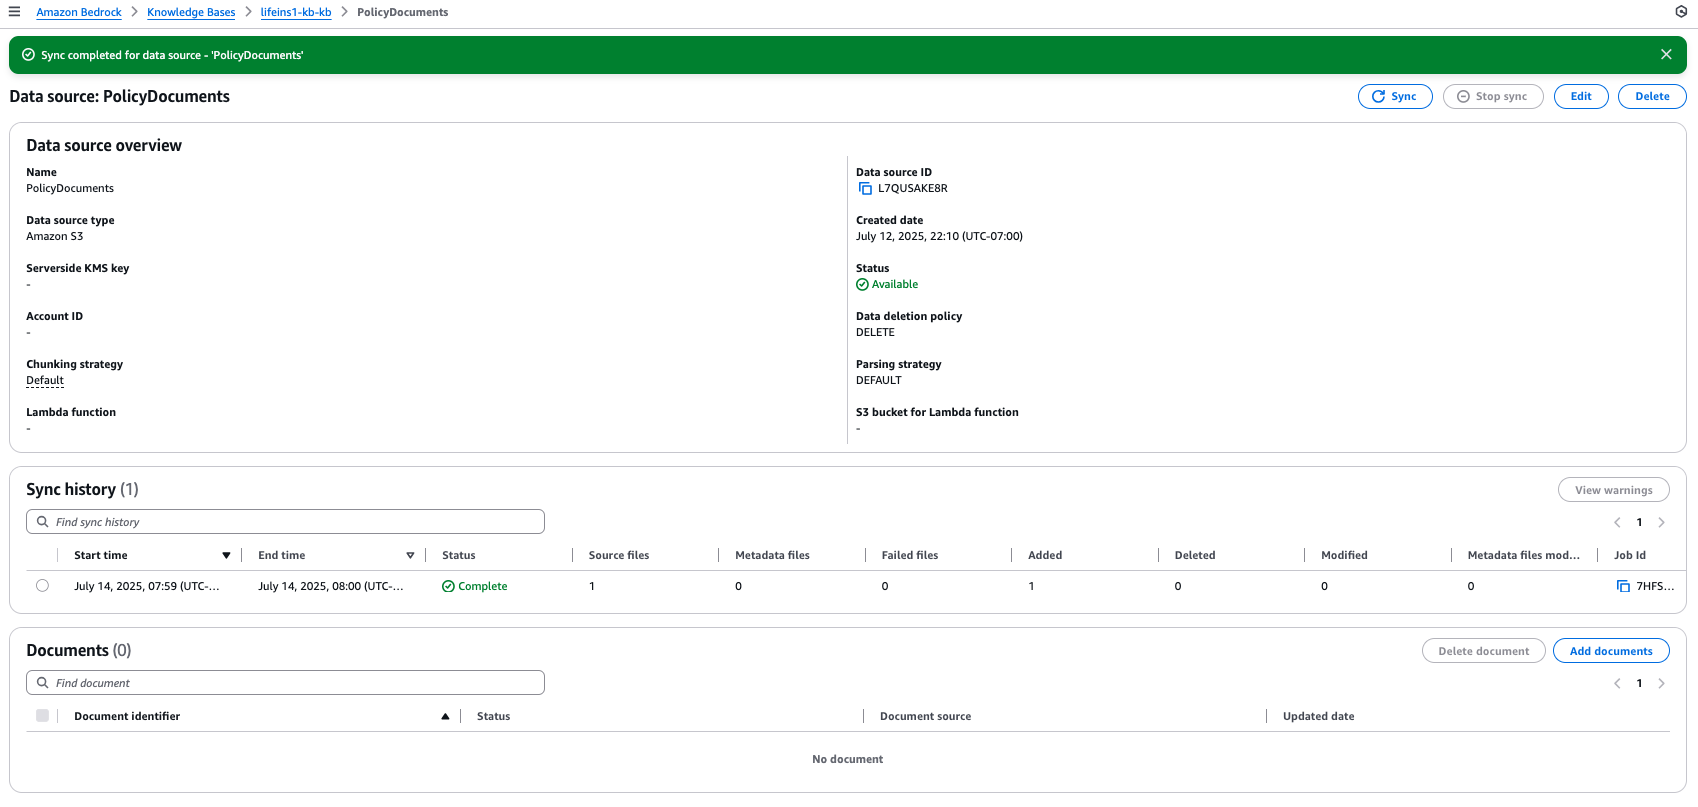 Amazon Bedrock > Knowledge Bases > lifeins1-kb-kb > PolicyDocuments
Sync completed for data source - 'PolicyDocuments'
Data source: PolicyDocuments
Sync
Stop sync
Edit
Delete
Data source overview
Name
PolicyDocuments
Data source type
Amazon S3
Serverside KMS key
-
Account ID
-
Chunking strategy
Default
Lambda function
-
Data source ID
L7QUSAKE8R
Created date
July 12, 2025, 22:10 (UTC-07:00)
Status
Available
Data deletion policy
DELETE
Parsing strategy
DEFAULT
S3 bucket for Lambda function
-
Sync history (1)
View warnings
Find sync history
1
Start time End time Status Source files Metadata files Failed files Added Deleted Modified Metadata files mod... Job Id
July 14, 2025, 07:59 (UTC-... July 14, 2025, 08:00 (UTC-... Complete 1 0 0 1 0 0 0 7HFS...
Documents (0)
Delete document
Add documents
Find document
1
Document identifier Status Document source Updated date
No document